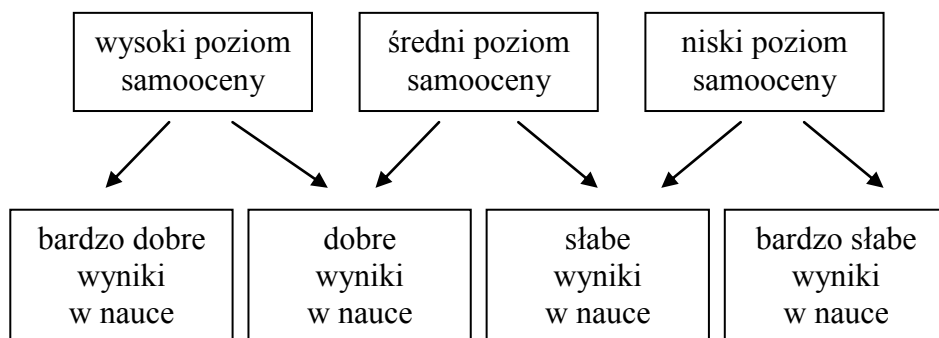 wysoki poziom
samooceny
średni poziom
samooceny
niski poziom
samooceny
bardzo dobre
wyniki
w nauce
dobre
wyniki
w nauce
słabe
wyniki
w nauce
bardzo słabe
wyniki
w nauce